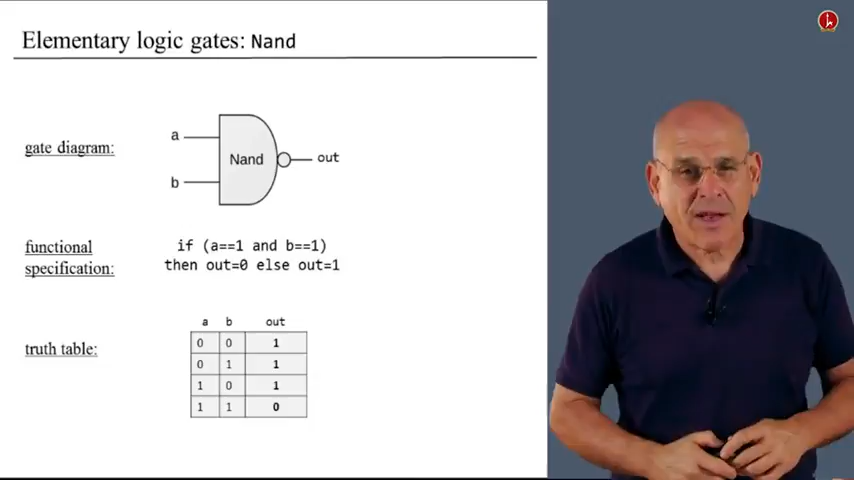 Elementary logic gates: Nand
gate diagram:
a
Nand
out
b
functional
specification:
if (a==1 and b==1)
then out=0 else out=1
truth table:
a b out
0 0 1
0 1 1
1 0 1
1 1 0